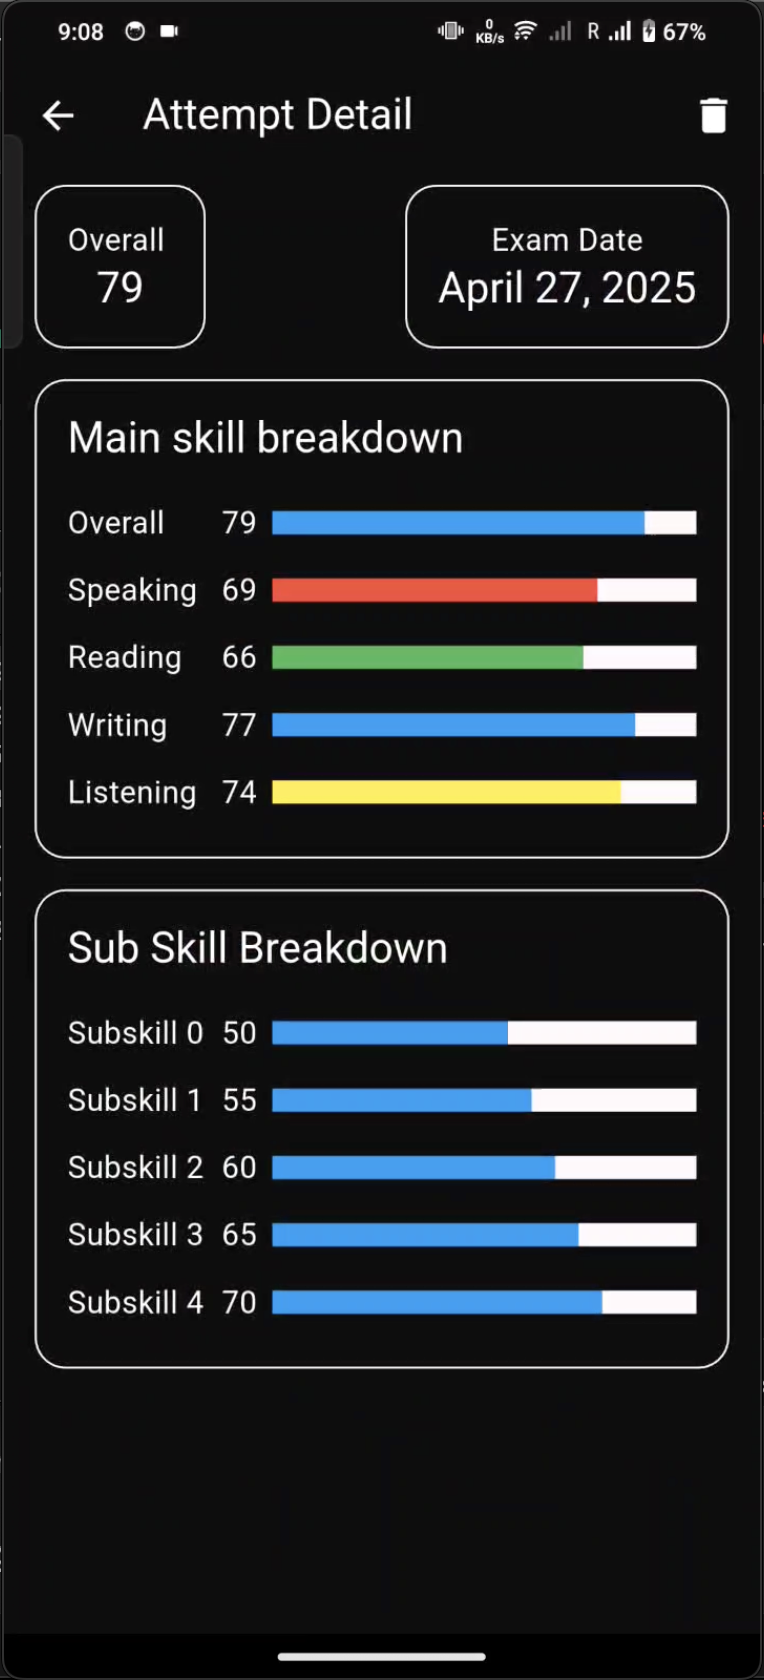 9:08 0 KB/s R 67%
Attempt Detail
Overall
79
Exam Date
April 27, 2025
Main skill breakdown
Overall 79
Speaking 69
Reading 66
Writing 77
Listening 74
Sub Skill Breakdown
Subskill 0 50
Subskill 1 55
Subskill 2 60
Subskill 3 65
Subskill 4 70